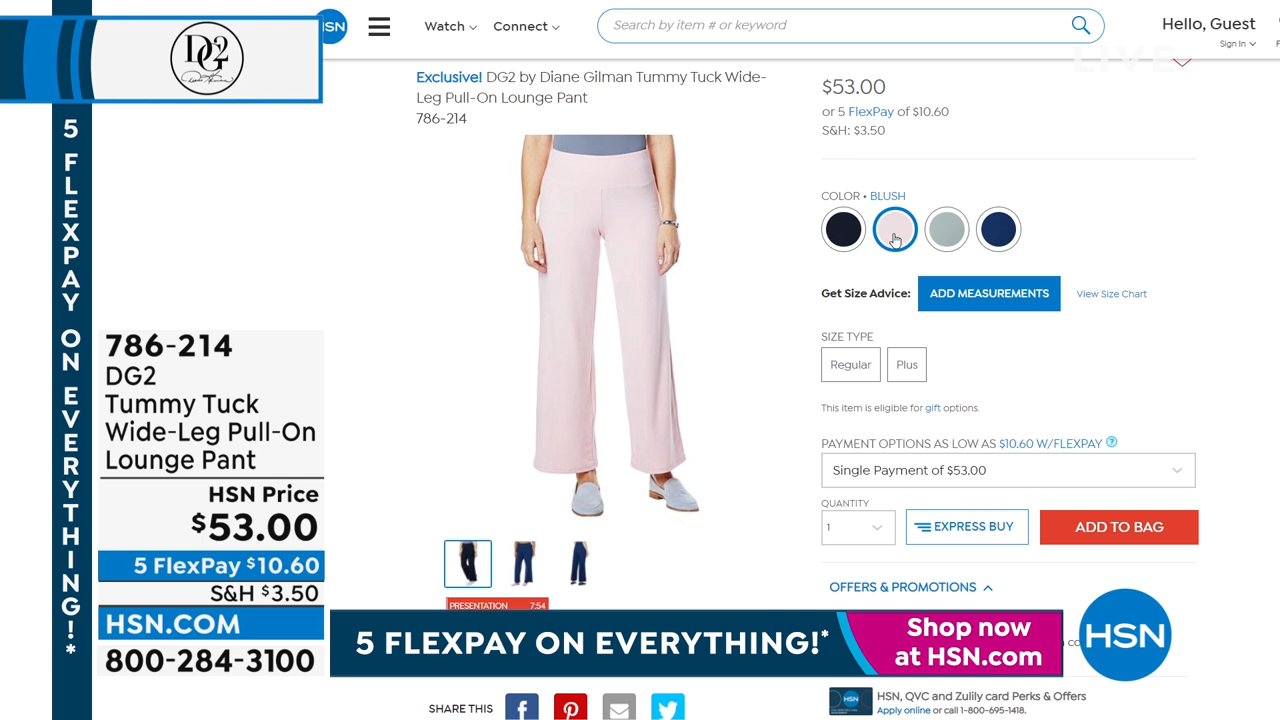 DG2
5 FLEXPAY ON EVERYTHING!*
786-214
DG2
Tummy Tuck
Wide-Leg Pull-On
Lounge Pant
HSN Price
$53.00
5 FlexPay $10.60
S&H $3.50
HSN.COM
800-284-3100
HSN
Watch
Connect
Search by item # or keyword
Hello, Guest
Sign In
F
LIVE
Exclusive! DG2 by Diane Gilman Tummy Tuck Wide-
Leg Pull-On Lounge Pant
786-214
$53.00
or 5 FlexPay of $10.60
S&H: $3.50
COLOR • BLUSH
Get Size Advice:
ADD MEASUREMENTS
View Size Chart
SIZE TYPE
Regular
Plus
This item is eligible for gift options.
PAYMENT OPTIONS AS LOW AS $10.60 W/FLEXPAY ?
Single Payment of $53.00
QUANTITY
1
EXPRESS BUY
ADD TO BAG
OFFERS & PROMOTIONS
PRESENTATION 7:54
5 FLEXPAY ON EVERYTHING!*
Shop now
at HSN.com
HSN
SHARE THIS
HSN
HSN, QVC and Zulily card Perks & Offers
Apply online or call 1-800-695-1418.